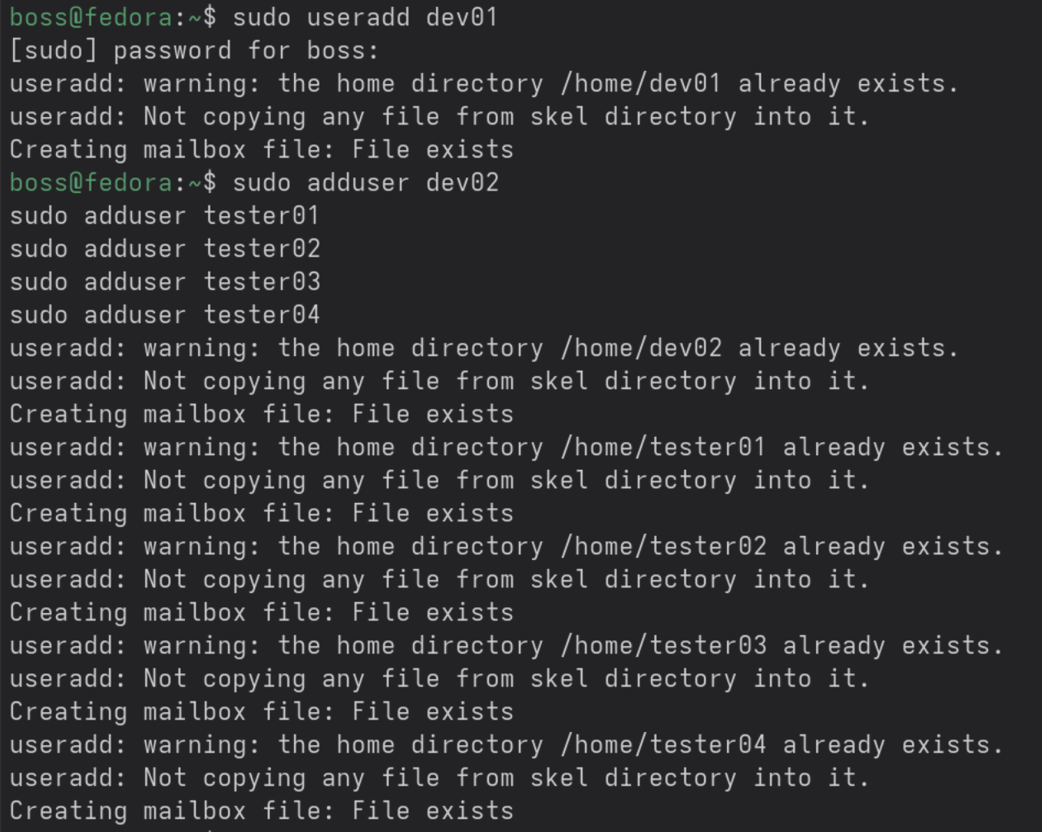 boss@fedora:~$ sudo useradd dev01
[sudo] password for boss:
useradd: warning: the home directory /home/dev01 already exists.
useradd: Not copying any file from skel directory into it.
Creating mailbox file: File exists
boss@fedora:~$ sudo adduser dev02
sudo adduser tester01
sudo adduser tester02
sudo adduser tester03
sudo adduser tester04
useradd: warning: the home directory /home/dev02 already exists.
useradd: Not copying any file from skel directory into it.
Creating mailbox file: File exists
useradd: warning: the home directory /home/tester01 already exists.
useradd: Not copying any file from skel directory into it.
Creating mailbox file: File exists
useradd: warning: the home directory /home/tester02 already exists.
useradd: Not copying any file from skel directory into it.
Creating mailbox file: File exists
useradd: warning: the home directory /home/tester03 already exists.
useradd: Not copying any file from skel directory into it.
Creating mailbox file: File exists
useradd: warning: the home directory /home/tester04 already exists.
useradd: Not copying any file from skel directory into it.
Creating mailbox file: File exists